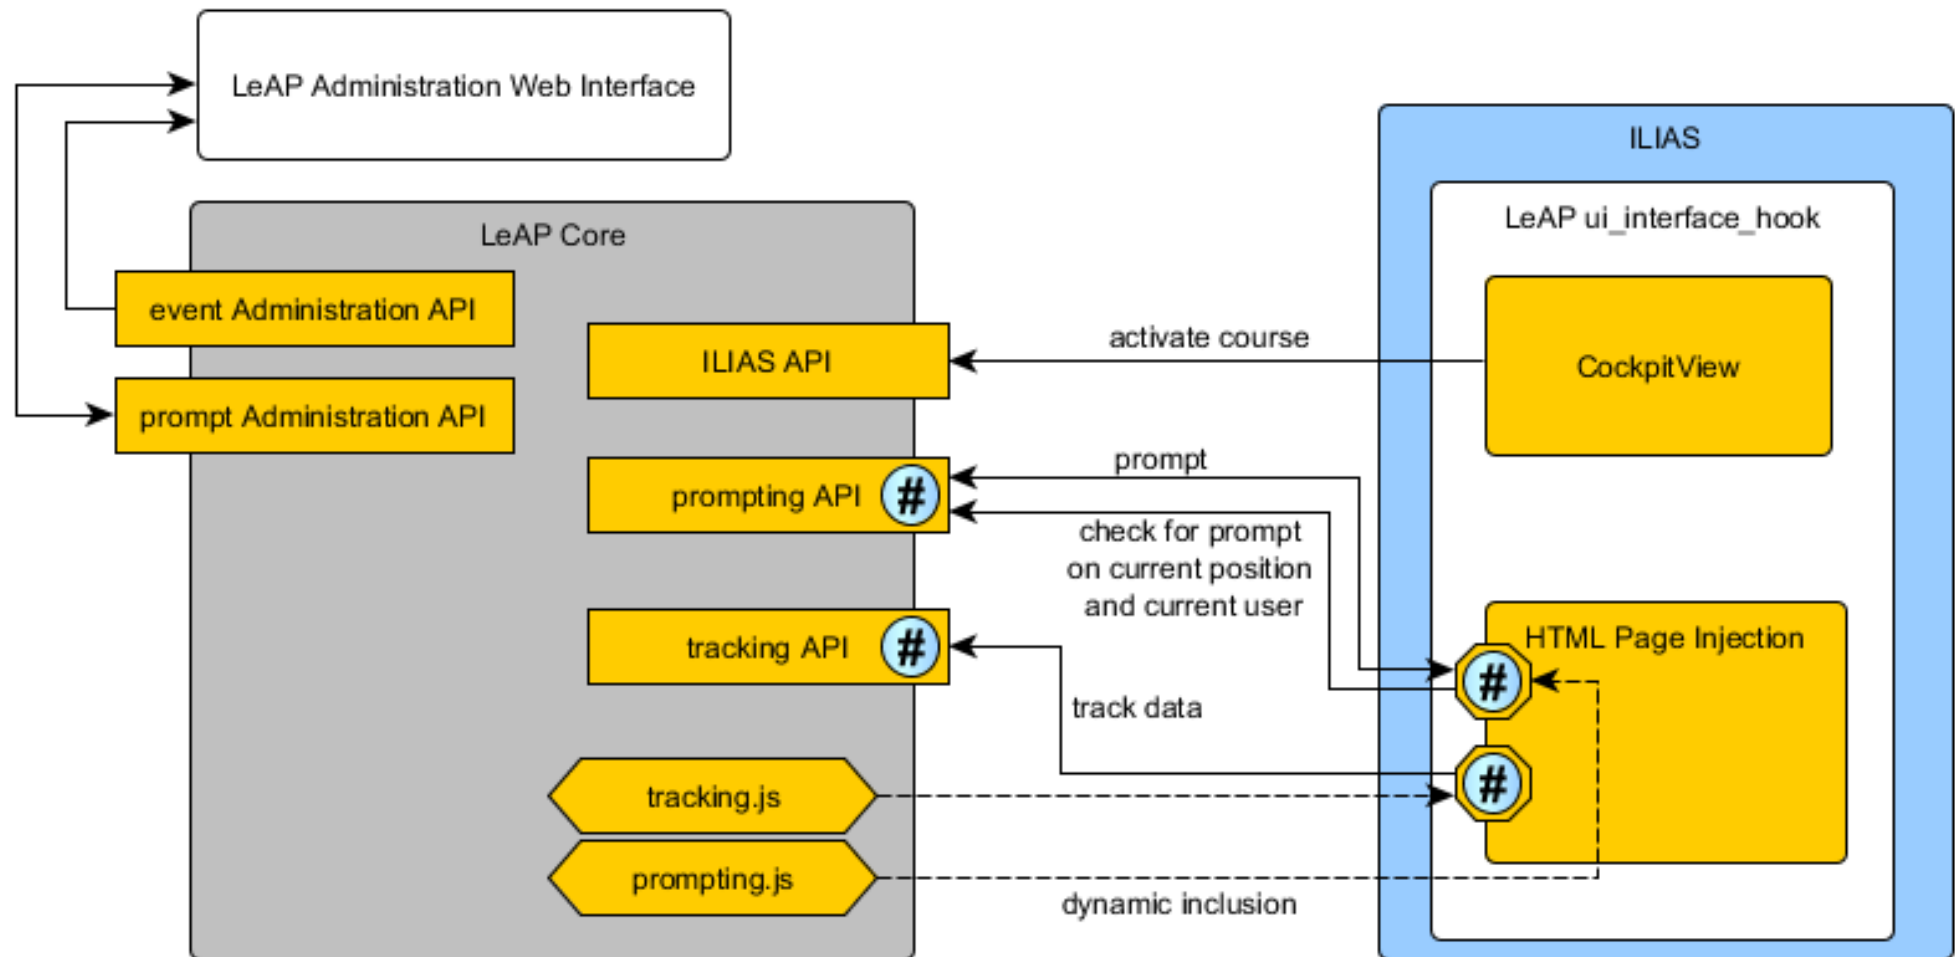 LeAP Administration Web Interface
ILIAS
LeAP ui_interface_hook
LeAP Core
event Administration API
prompt Administration API
ILIAS API
activate course
CockpitView
prompting API #
prompt
check for prompt
on current position
and current user
tracking API #
track data
HTML Page Injection
#
#
tracking.js
prompting.js
dynamic inclusion